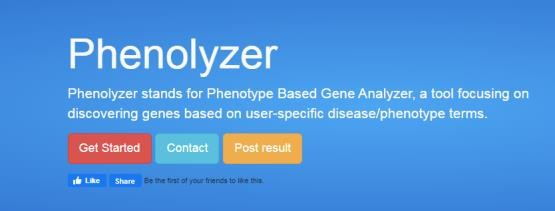 Phenolyzer
Phenolyzer stands for Phenotype Based Gene Analyzer, a tool focusing on
discovering genes based on user-specific disease/phenotype terms.
Get Started Contact Post result
Like Share Be the first of your friends to like this.